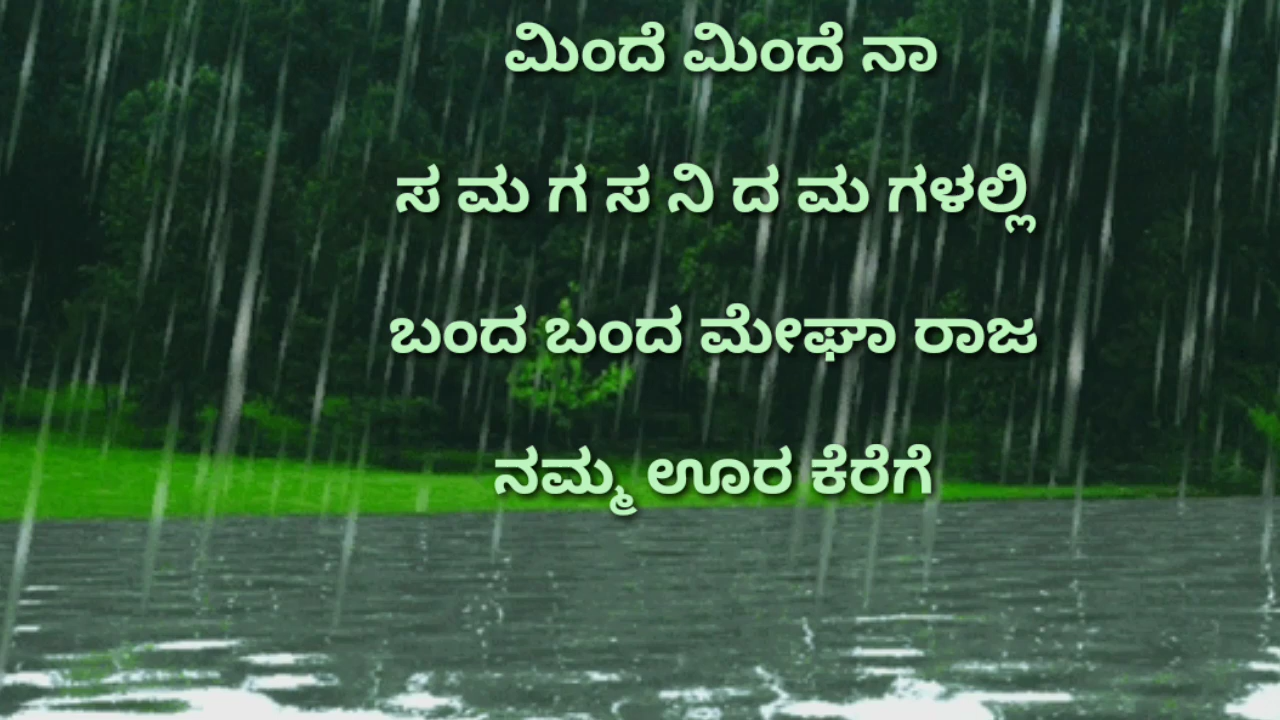 ಮಿಂದೆ ಮಿಂದೆ ನಾ
ಸ ಮ ಗ ಸ ನಿ ದ ಮ ಗಳಲ್ಲಿ
ಬಂದ ಬಂದ ಮೇಘಾ ರಾಜ
ನಮ್ಮ ಊರ ಕೆರೆಗೆ